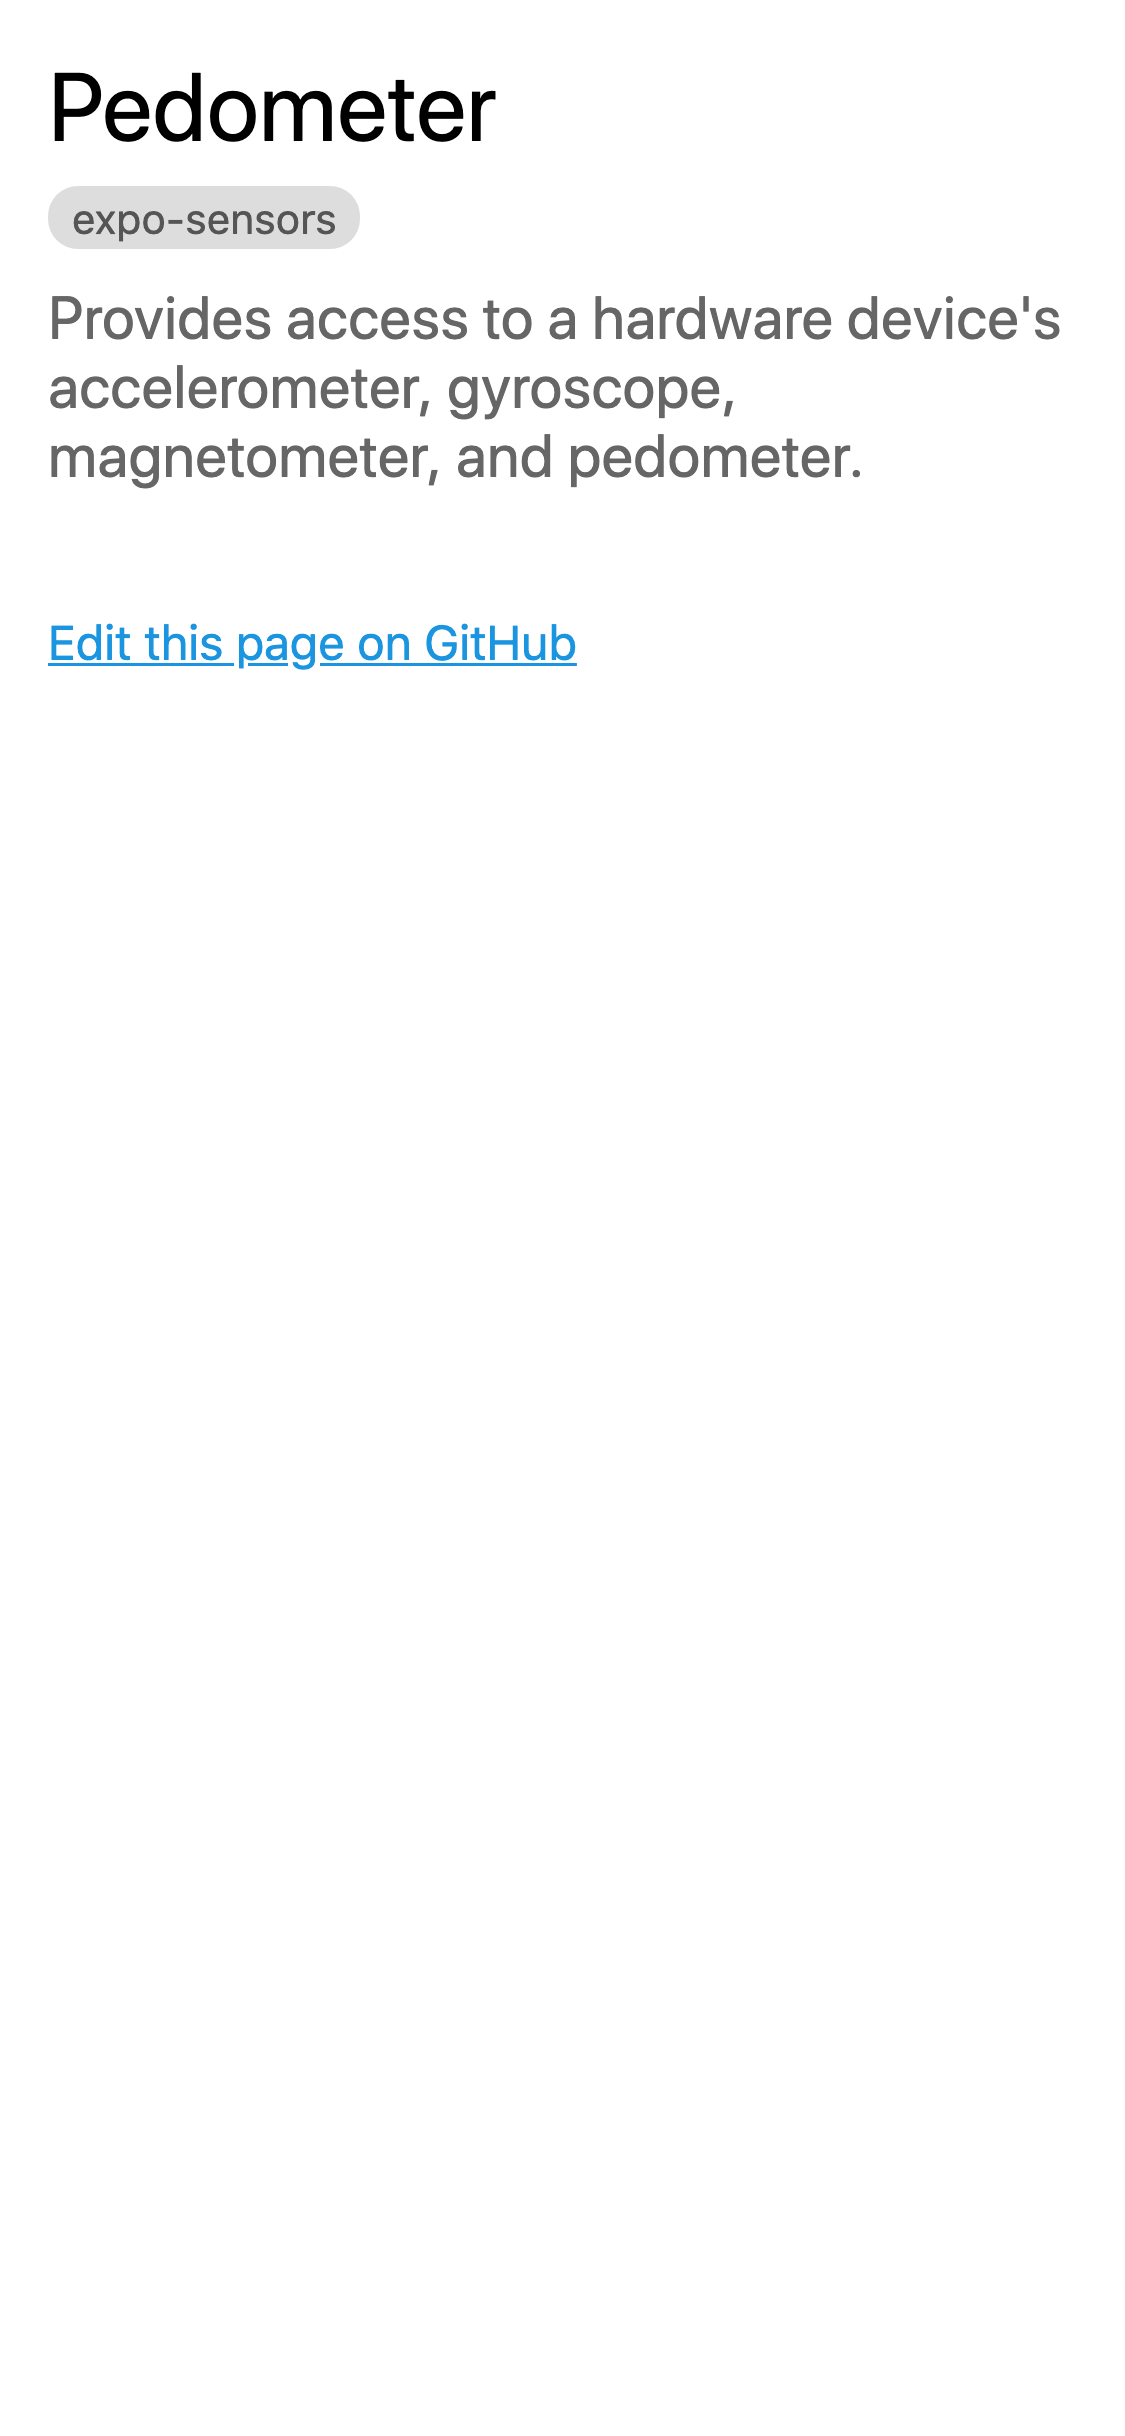 Pedometer
expo-sensors
Provides access to a hardware device's
accelerometer, gyroscope,
magnetometer, and pedometer.
Edit this page on GitHub